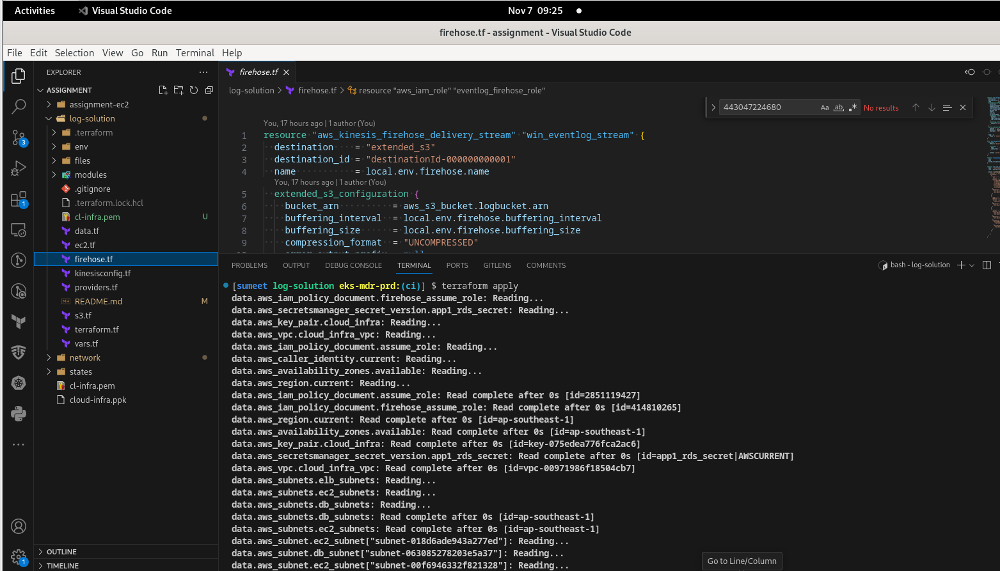 Activities
Visual Studio Code
Nov 7 09:25
firehose.tf - assignment - Visual Studio Code
File Edit Selection View Go Run Terminal Help
EXPLORER
ASSIGNMENT
assignment-ec2
log-solution
.terraform
env
files
modules
.gitignore
.terraform.lock.hcl
cl-infra.pem U
data.tf
ec2.tf
firehose.tf
kinesisconfig.tf
providers.tf
README.md M
s3.tf
terraform.tf
vars.tf
network
states
cl-infra.pem
cloud-infra.ppk
OUTLINE
TIMELINE
3
1
1
firehose.tf
log-solution > firehose.tf > resource "aws_iam_role" "eventlog_firehose_role"
443047224680 Aa ab .* No results
You, 17 hours ago | 1 author (You)
1 resource "aws_kinesis_firehose_delivery_stream" "win_eventlog_stream" {
2 destination = "extended_s3"
3 destination_id = "destinationId-000000000001"
4 name = local.env.firehose.name
You, 17 hours ago | 1 author (You)
5 extended_s3_configuration {
6 bucket_arn = aws_s3_bucket.logbucket.arn
7 buffering_interval = local.env.firehose.buffering_interval
8 buffering_size = local.env.firehose.buffering_size
9 compression_format = "UNCOMPRESSED"
PROBLEMS OUTPUT DEBUG CONSOLE TERMINAL PORTS GITLENS COMMENTS
bash - log-solution
[sumeet log-solution eks-mdr-prd:(ci)] $ terraform apply
data.aws_iam_policy_document.firehose_assume_role: Reading...
data.aws_secretsmanager_secret_version.app1_rds_secret: Reading...
data.aws_key_pair.cloud_infra: Reading...
data.aws_vpc.cloud_infra_vpc: Reading...
data.aws_iam_policy_document.assume_role: Reading...
data.aws_caller_identity.current: Reading...
data.aws_availability_zones.available: Reading...
data.aws_region.current: Reading...
data.aws_iam_policy_document.assume_role: Read complete after 0s [id=2851119427]
data.aws_iam_policy_document.firehose_assume_role: Read complete after 0s [id=414810265]
data.aws_region.current: Read complete after 0s [id=ap-southeast-1]
data.aws_availability_zones.available: Read complete after 0s [id=ap-southeast-1]
data.aws_key_pair.cloud_infra: Read complete after 0s [id=key-075edea776fca2ac6]
data.aws_secretsmanager_secret_version.app1_rds_secret: Read complete after 0s [id=app1_rds_secret|AWSCURRENT]
data.aws_vpc.cloud_infra_vpc: Read complete after 0s [id=vpc-00971986f18504cb7]
data.aws_subnets.elb_subnets: Reading...
data.aws_subnets.ec2_subnets: Reading...
data.aws_subnets.db_subnets: Reading...
data.aws_subnets.db_subnets: Read complete after 0s [id=ap-southeast-1]
data.aws_subnets.ec2_subnets: Read complete after 0s [id=ap-southeast-1]
data.aws_subnet.ec2_subnet["subnet-018d6ade943a277ed"]: Reading...
data.aws_subnet.db_subnet["subnet-063085278203e5a37"]: Reading...
data.aws_subnet.ec2_subnet["subnet-00f6946332f821328"]: Reading...
Go to Line/Column